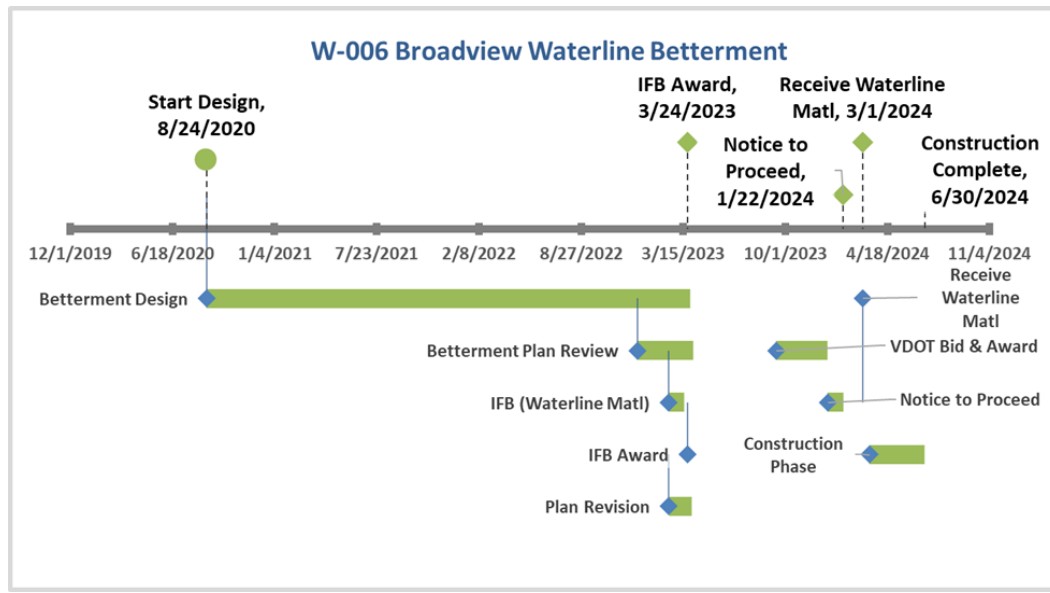 W-006 Broadview Waterline Betterment
Start Design,
8/24/2020
IFB Award,
3/24/2023
Receive Waterline
Matl, 3/1/2024
Notice to
Proceed,
1/22/2024
Construction
Complete,
6/30/2024
12/1/2019
6/18/2020
1/4/2021
7/23/2021
2/8/2022
8/27/2022
3/15/2023
10/1/2023
4/18/2024
11/4/2024
Betterment Design
Receive
Waterline
Matl
Betterment Plan Review
VDOT Bid & Award
IFB (Waterline Matl)
Notice to Proceed
IFB Award
Construction
Phase
Plan Revision